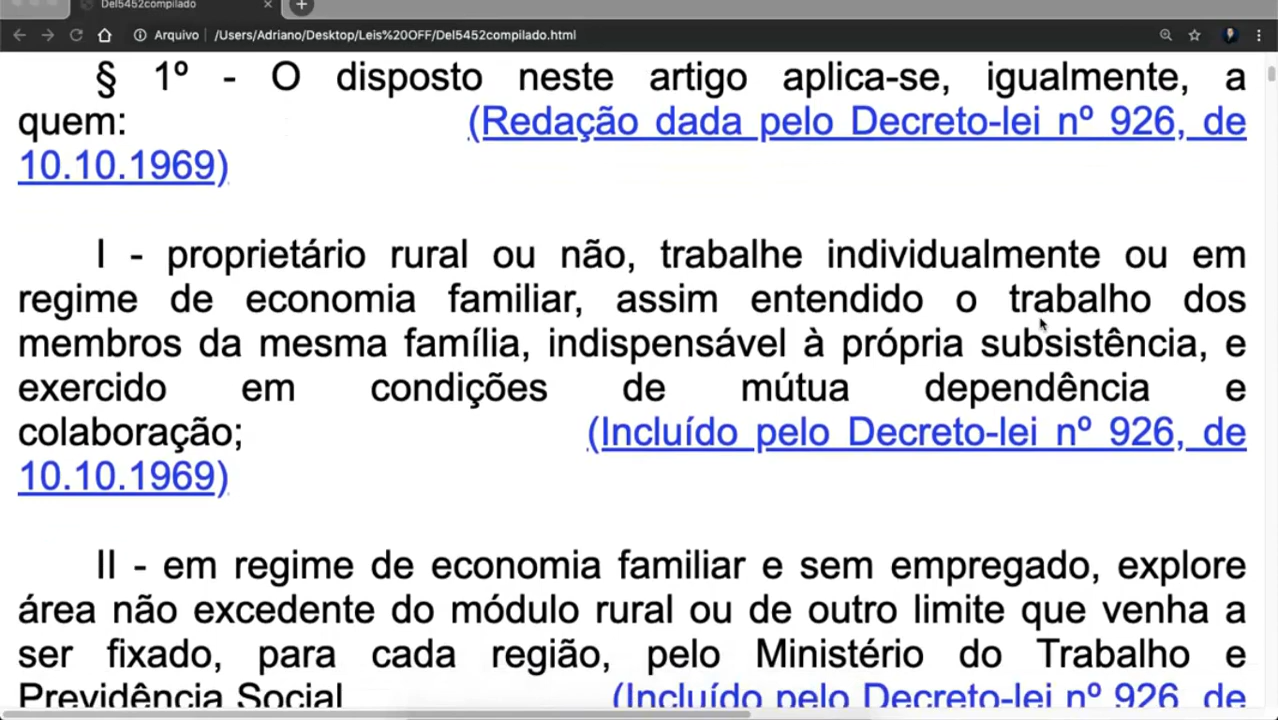 Del5452compilado
Arquivo | /Users/Adriano/Desktop/Leis%20OFF/Del5452compilado.html
§ 1º - O disposto neste artigo aplica-se, igualmente, a
quem: (Redação dada pelo Decreto-lei nº 926, de
10.10.1969)
I - proprietário rural ou não, trabalhe individualmente ou em
regime de economia familiar, assim entendido o trabalho dos
membros da mesma família, indispensável à própria subsistência, e
exercido em condições de mútua dependência e
colaboração; (Incluído pelo Decreto-lei nº 926, de
10.10.1969)
II - em regime de economia familiar e sem empregado, explore
área não excedente do módulo rural ou de outro limite que venha a
ser fixado, para cada região, pelo Ministério do Trabalho e
Previdência Social (Incluído pelo Decreto-lei nº 926, de